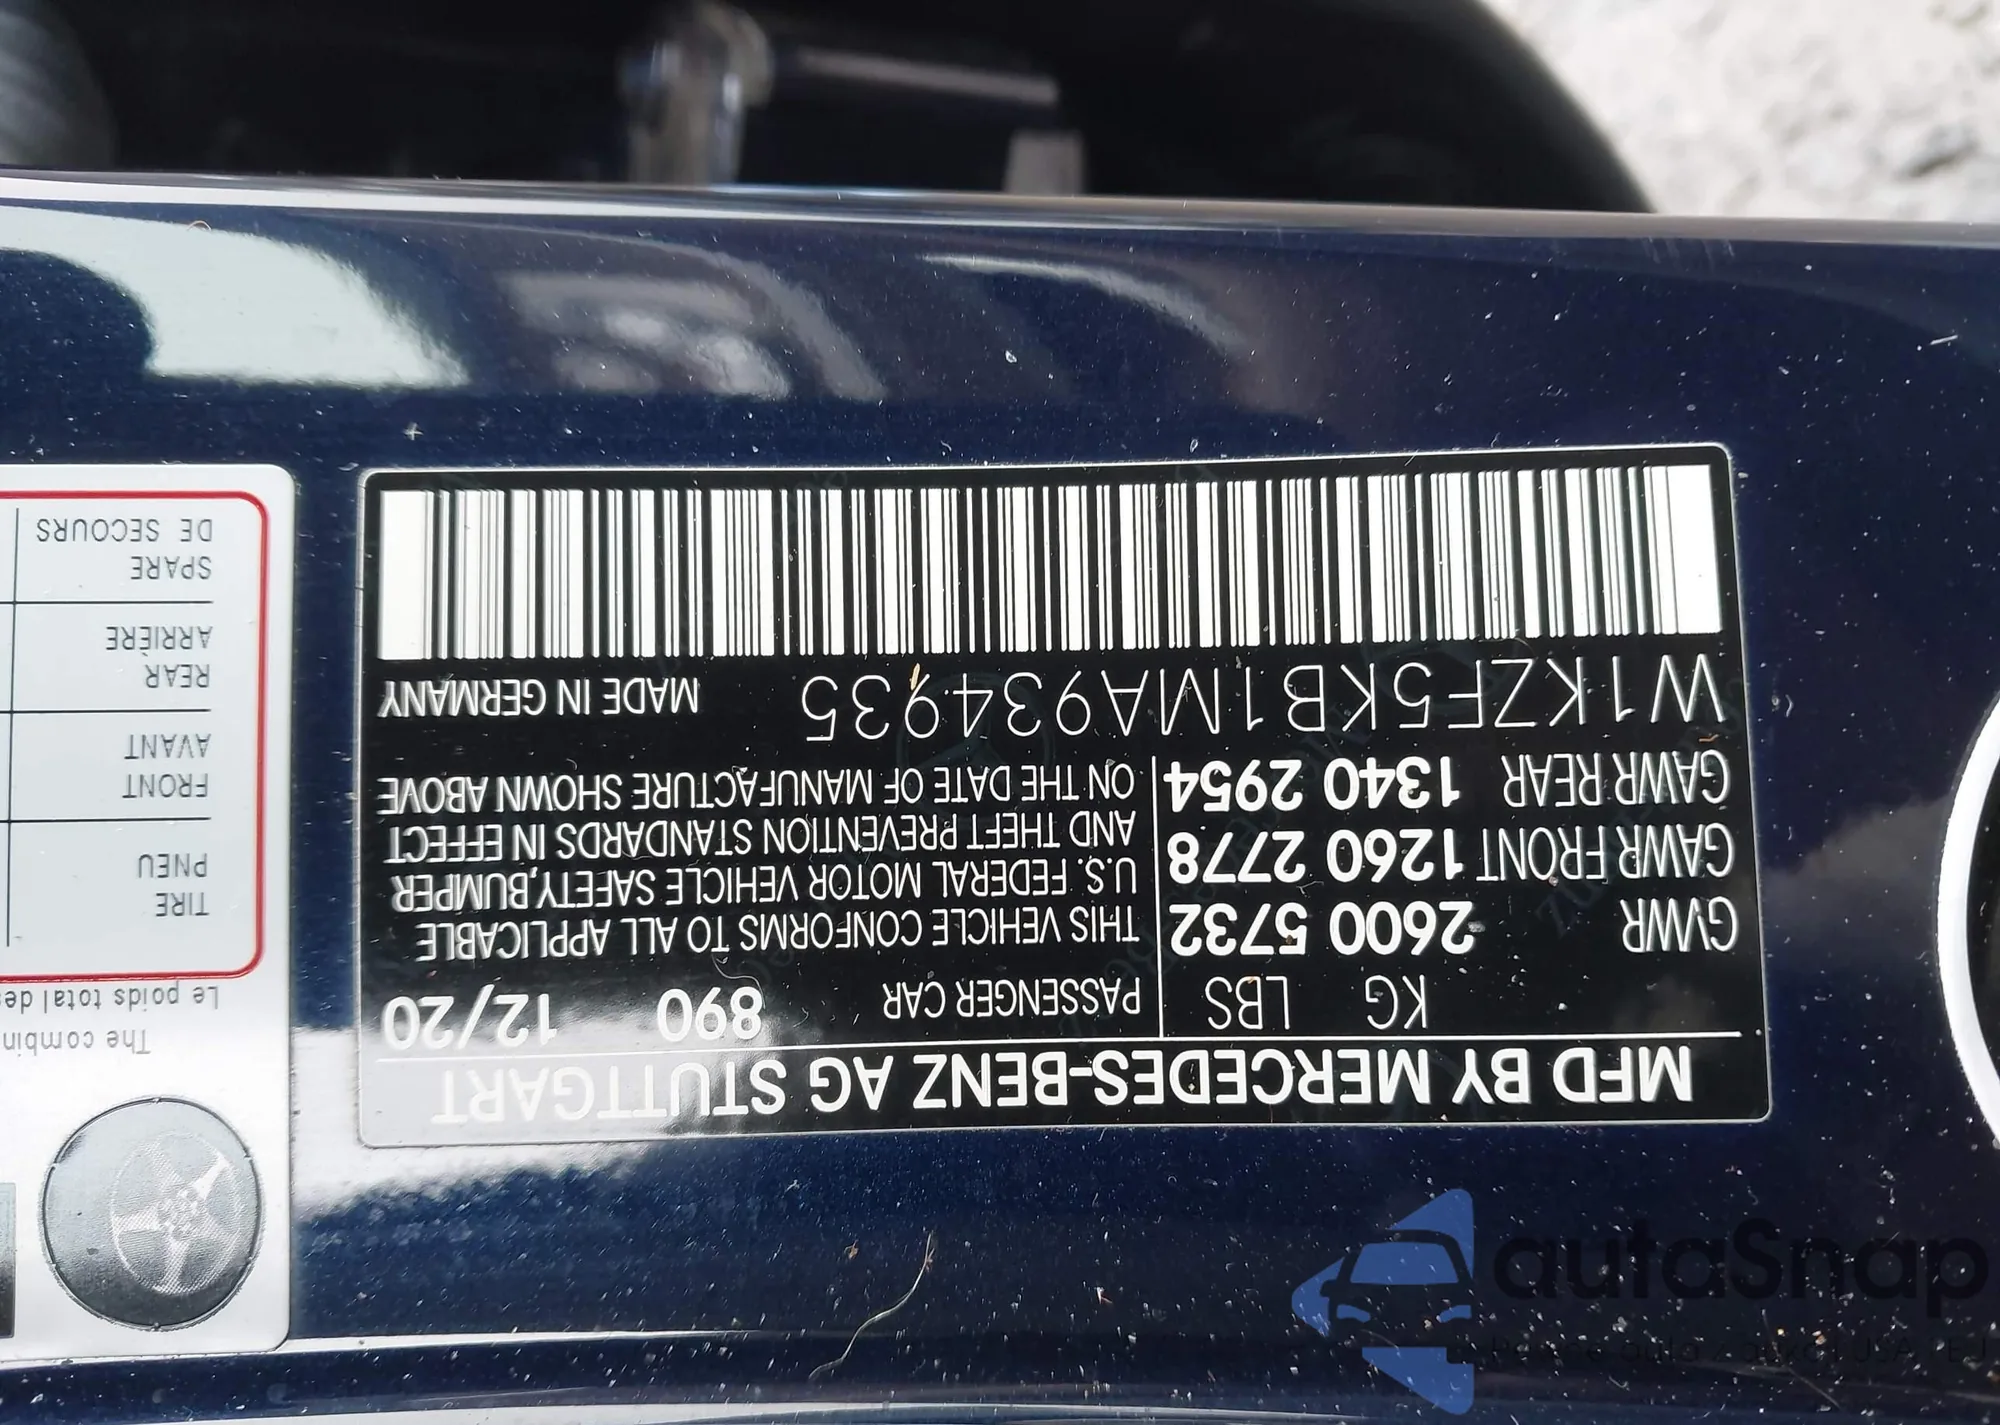 MFD BY MERCEDES-BENZ AG STUTTGART
KG LBS
GVWR 2600 5732
GAWR FRONT 1260 2778
GAWR REAR 1340 2954
PASSENGER CAR 890 12/20
THIS VEHICLE CONFORMS TO ALL APPLICABLE
U.S. FEDERAL MOTOR VEHICLE SAFETY,BUMPER
AND THEFT PREVENTION STANDARDS IN EFFECT
ON THE DATE OF MANUFACTURE SHOWN ABOVE
W1KZF5KB1MA934935 MADE IN GERMANY
The
Le poids total
TIRE
PNEU
FRONT
AVANT
REAR
ARRIÈRE
SPARE
DE SECOURS
autaSnap